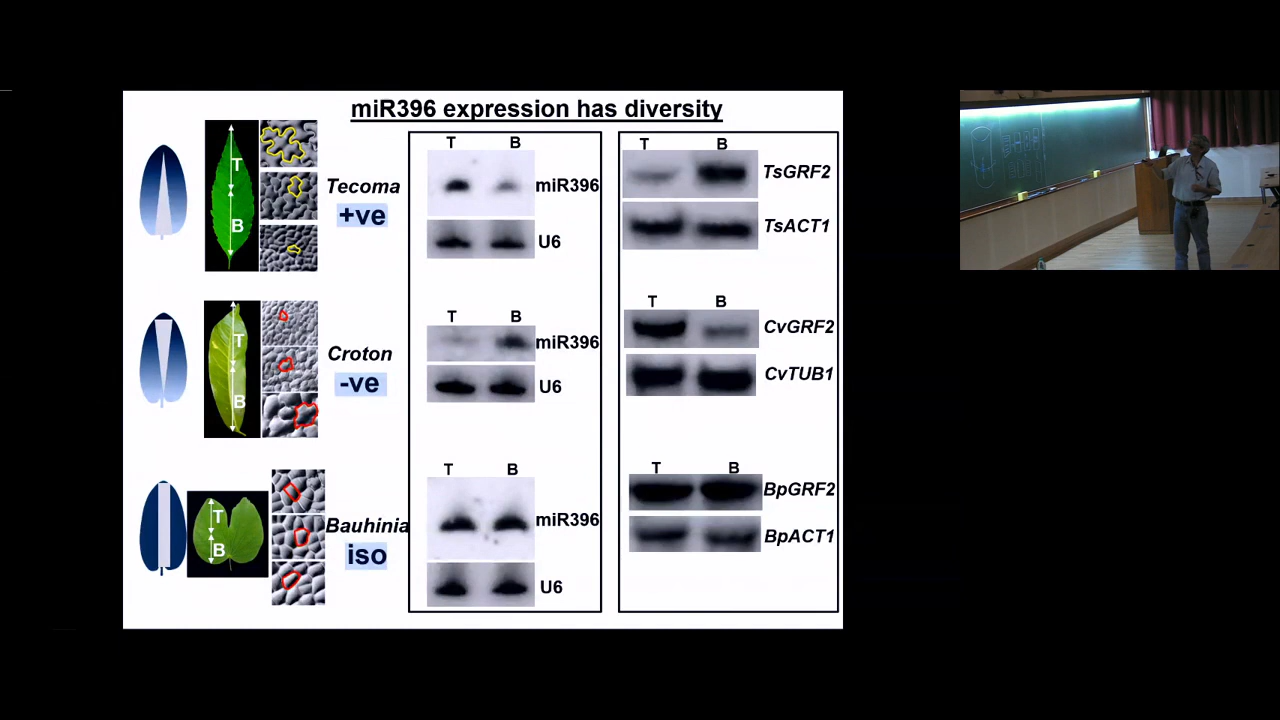 miR396 expression has diversity
T
B
Tecoma
+ve
T B
miR396
U6
T B
TsGRF2
TsACT1
T
B
Croton
-ve
T B
miR396
U6
T B
CvGRF2
CvTUB1
T
B
Bauhinia
iso
T B
miR396
U6
T B
BpGRF2
BpACT1